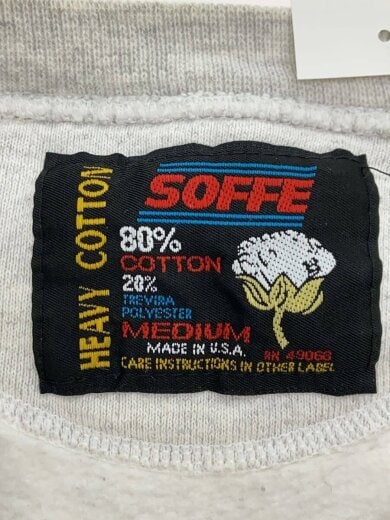 HEAVY COTTON
SOFFE
80%
COTTON
20%
TREVIRA
POLYESTER
MEDIUM
MADE IN U.S.A.
RN 49066
CARE INSTRUCTIONS IN OTHER LABEL